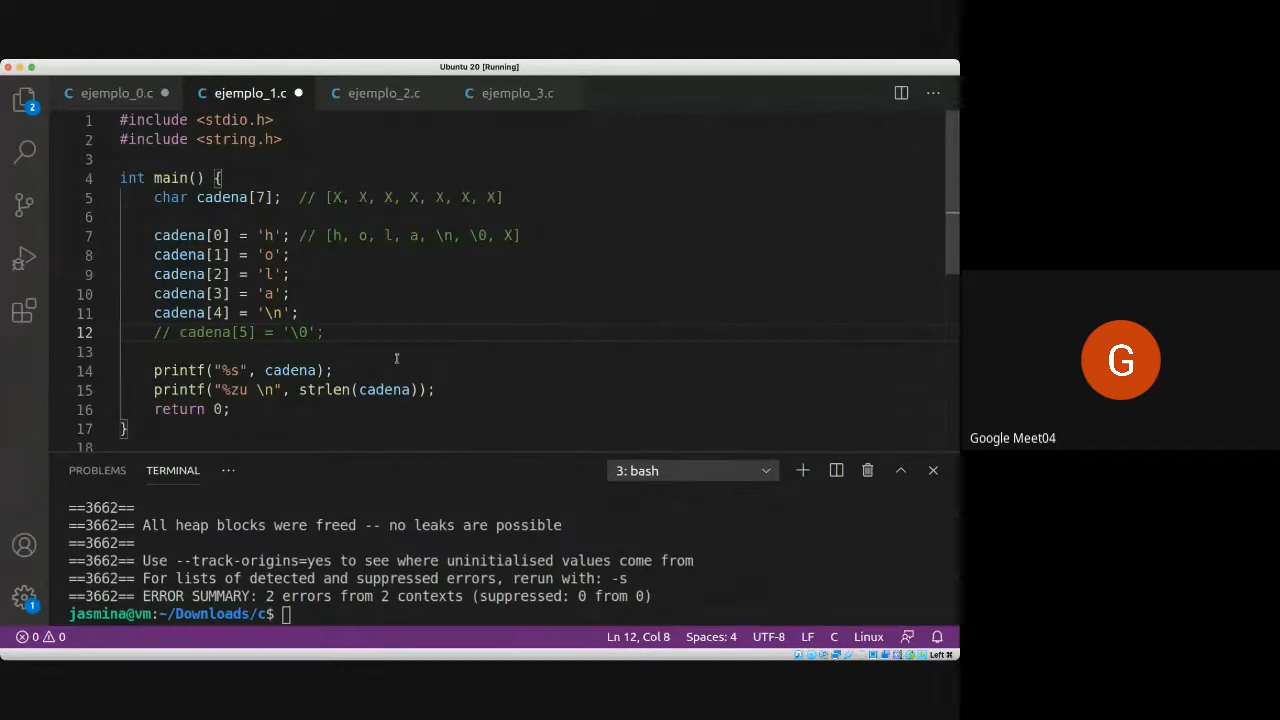 Ubuntu 20 [Running]
2
C ejemplo_0.c
C ejemplo_1.c
C ejemplo_2.c
C ejemplo_3.c
1 #include <stdio.h>
2 #include <string.h>
3
4 int main() {
5 char cadena[7]; // [X, X, X, X, X, X, X]
6
7 cadena[0] = 'h'; // [h, o, l, a, \n, \0, X]
8 cadena[1] = 'o';
9 cadena[2] = 'l';
10 cadena[3] = 'a';
11 cadena[4] = '\n';
12 // cadena[5] = '\0';
13
14 printf("%s", cadena);
15 printf("%zu \n", strlen(cadena));
16 return 0;
17 }
18
G
Google Meet04
PROBLEMS TERMINAL ··· 3: bash
==3662==
==3662== All heap blocks were freed -- no leaks are possible
==3662==
==3662== Use --track-origins=yes to see where uninitialised values come from
==3662== For lists of detected and suppressed errors, rerun with: -s
==3662== ERROR SUMMARY: 2 errors from 2 contexts (suppressed: 0 from 0)
jasmina@vm:~/Downloads/c$
1
0 0 Ln 12, Col 8 Spaces: 4 UTF-8 LF C Linux
Left ⌘